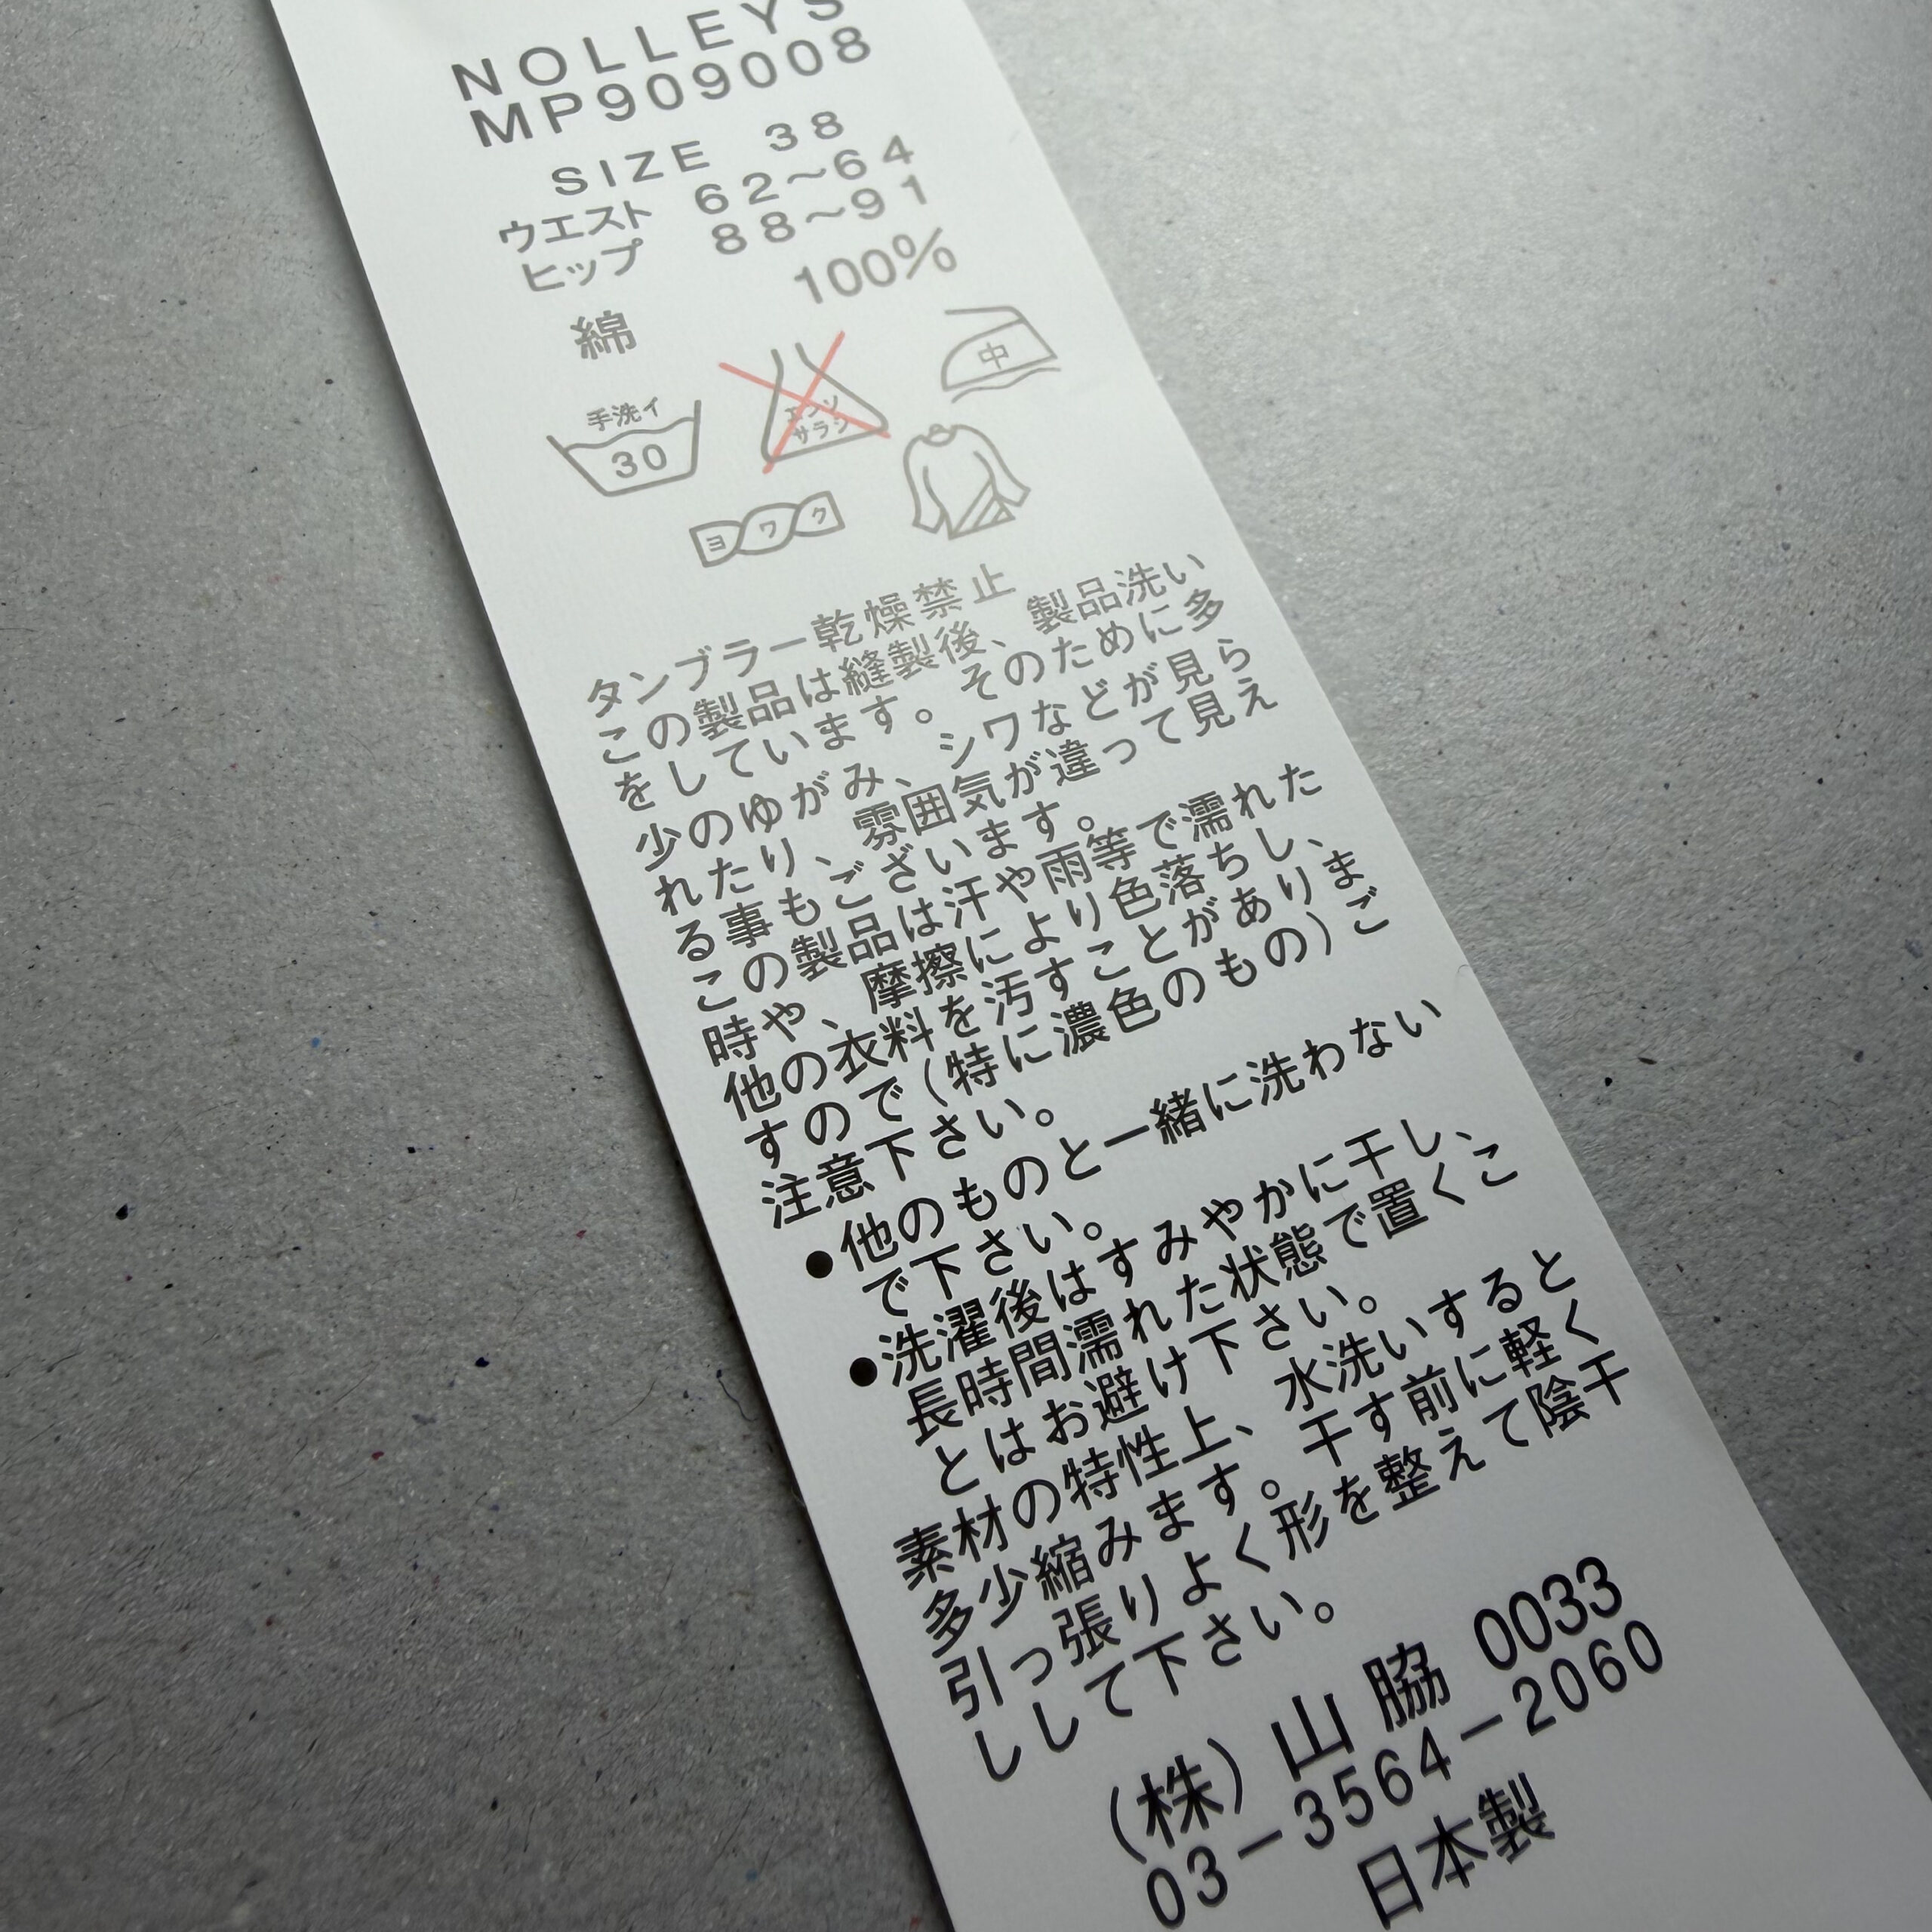 NOLLEYS
MP909008
SIZE 38
ウエスト 62～64
ヒップ 88～91
綿 100%
手洗イ
30
エンソ
サラシ
中
ヨワク
タンブラー乾燥禁止
この製品は縫製後、製品洗い
をしています。そのために多
少のゆがみ、シワなどが見ら
れたり、雰囲気が違って見え
る事もございます。
この製品は汗や雨等で濡れた
時や、摩擦により色落ちし、
他の衣料を汚すことがありま
すので(特に濃色のもの)ご
注意下さい。
●他のものと一緒に洗わない
で下さい。
●洗濯後はすみやかに干し、
長時間濡れた状態で置くこ
とはお避け下さい。
素材の特性上、水洗いすると
多少縮みます。干す前に軽く
引っ張りよく形を整えて陰干
しして下さい。
(株)山脇 0033
03-3564-2060
日本製